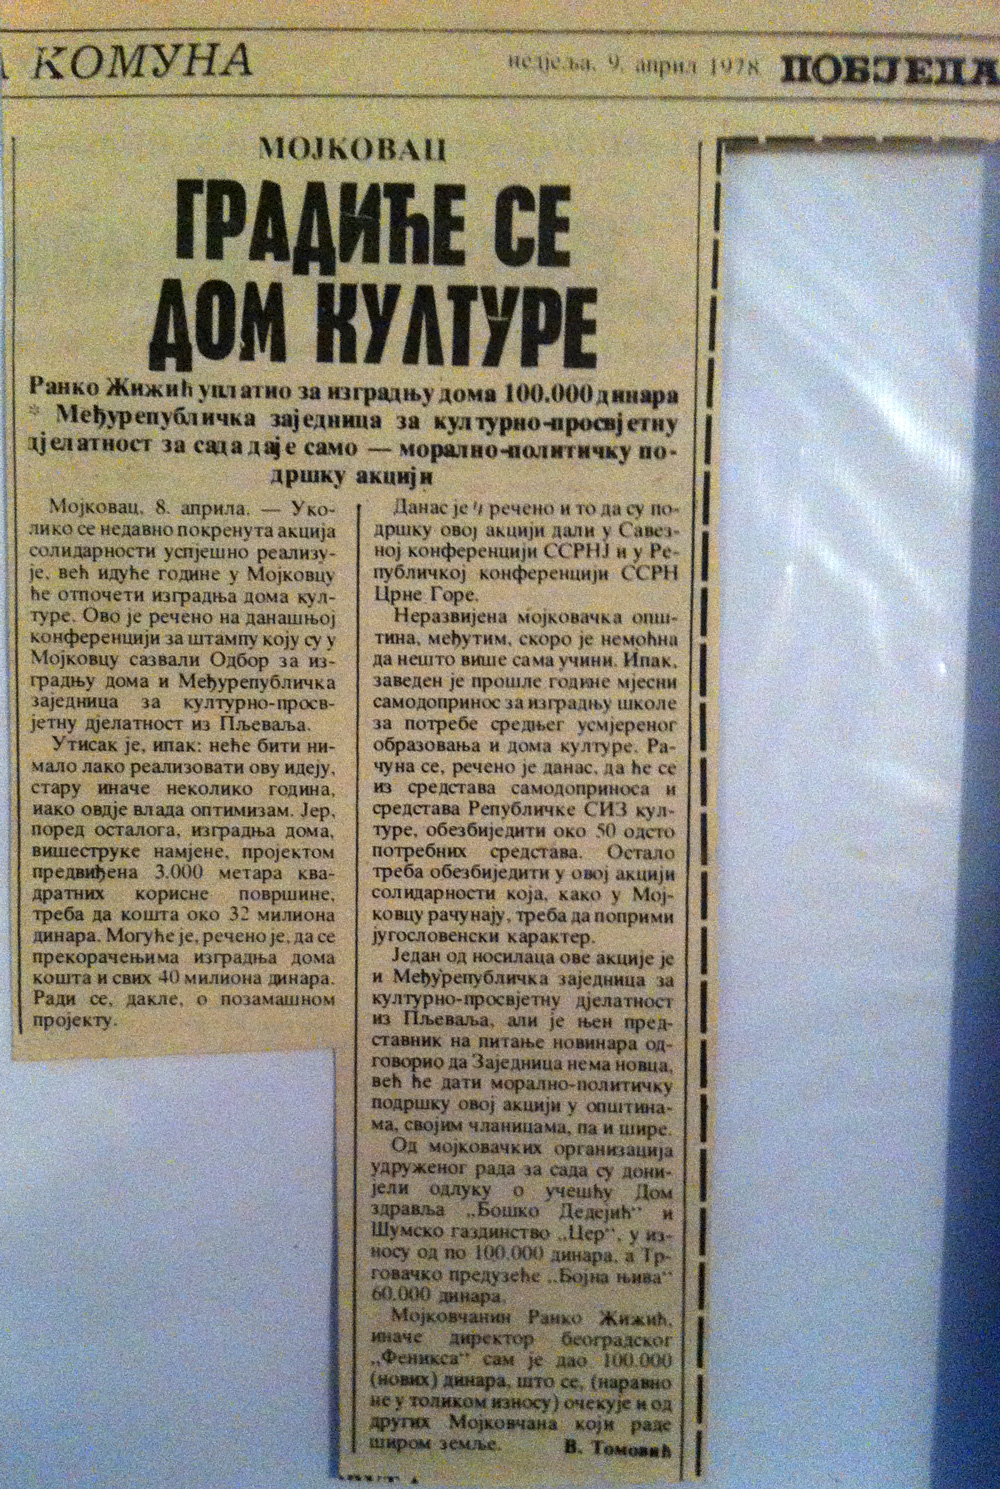 КОМУНА
недјеља, 9. април 1978 ПОБЈЕДА
МОЈКОВАЦ
ГРАДИЋЕ СЕ
ДОМ КУЛТУРЕ
Ранко Жижић уплатио за изградњу дома 100.000 динара
* Међурепубличка заједница за културно-просвјетну
дјелатност за сада даје само — морално-политичку по-
дршку акцији
Мојковац, 8. априла. — Уко-
лико се недавно покренута акција
солидарности успјешно реализу-
је, већ идуће године у Мојковцу
ће отпочети изградња дома кул-
туре. Ово је речено на данашњој
конференцији за штампу коју су у
Мојковцу сазвали Одбор за из-
градњу дома и Међурепубличка
заједница за културно-просв-
јетну дјелатност из Пљеваља.
Утисак је, ипак: неће бити ни-
мало лако реализовати ову идеју,
стару иначе неколико година,
иако овдје влада оптимизам. Јер,
поред осталога, изградња дома,
вишеструке намјене, пројектом
предвиђена 3.000 метара ква-
дратних корисне површине,
треба да кошта око 32 милиона
динара. Могуће је, речено је, да се
прекорачењима изградња дома
кошта и свих 40 милиона динара.
Ради се, дакле, о позамашном
пројекту.
Данас је и речено и то да су по-
дршку овој акцији дали у Савез-
ној конференцији ССРНЈ и у Ре-
публичкој конференцији ССРН
Црне Горе.
Неразвијена мојковачка опш-
тина, међутим, скоро је немоћна
да нешто више сама учини. Ипак,
заведен је прошле године мјесни
самодопринос за изградњу школе
за потребе средњег усмјереног
образовања и дома културе. Ра-
чуна се, речено је данас, да ће се
из средстава самодоприноса и
средстава Републичке СИЗ кул-
туре, обезбиједити око 50 одсто
потребних средстава. Остало
треба обезбиједити у овој акцији
солидарности која, како у Мој-
ковцу рачунају, треба да поприми
југословенски карактер.
Један од носилаца ове акције је
и Међурепубличка заједница за
културно-просвјетну дјелатност
из Пљеваља, али је њен пред-
ставник на питање новинара од-
говорио да Заједница нема новца,
већ ће дати морално-политичку
подршку овој акцији у општина-
ма, својим чланицама, па и шире.
Од мојковачких организација
удруженог рада за сада су дони-
јели одлуку о учешћу Дом
здравља „Бошко Дедејић“ и
Шумско газдинство „Цер“, у из-
носу од по 100.000 динара, а Тр-
говачко предузеће „Бојна њива“
60.000 динара.
Мојковчанин Ранко Жижић,
иначе директор београдског
„Феникса“ сам је дао 100.000
(нових) динара, што се, (наравно
не у толиком износу) очекује и од
других Мојковчана који раде
широм земље. В. Томовић